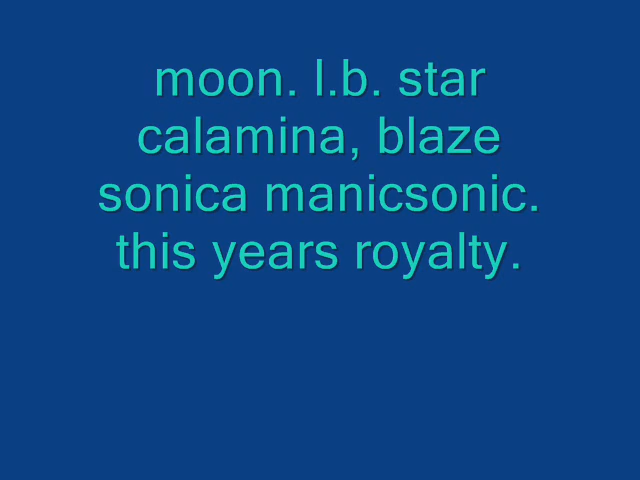 moon. l.b. star
calamina, blaze
sonica manicsonic.
this years royalty.